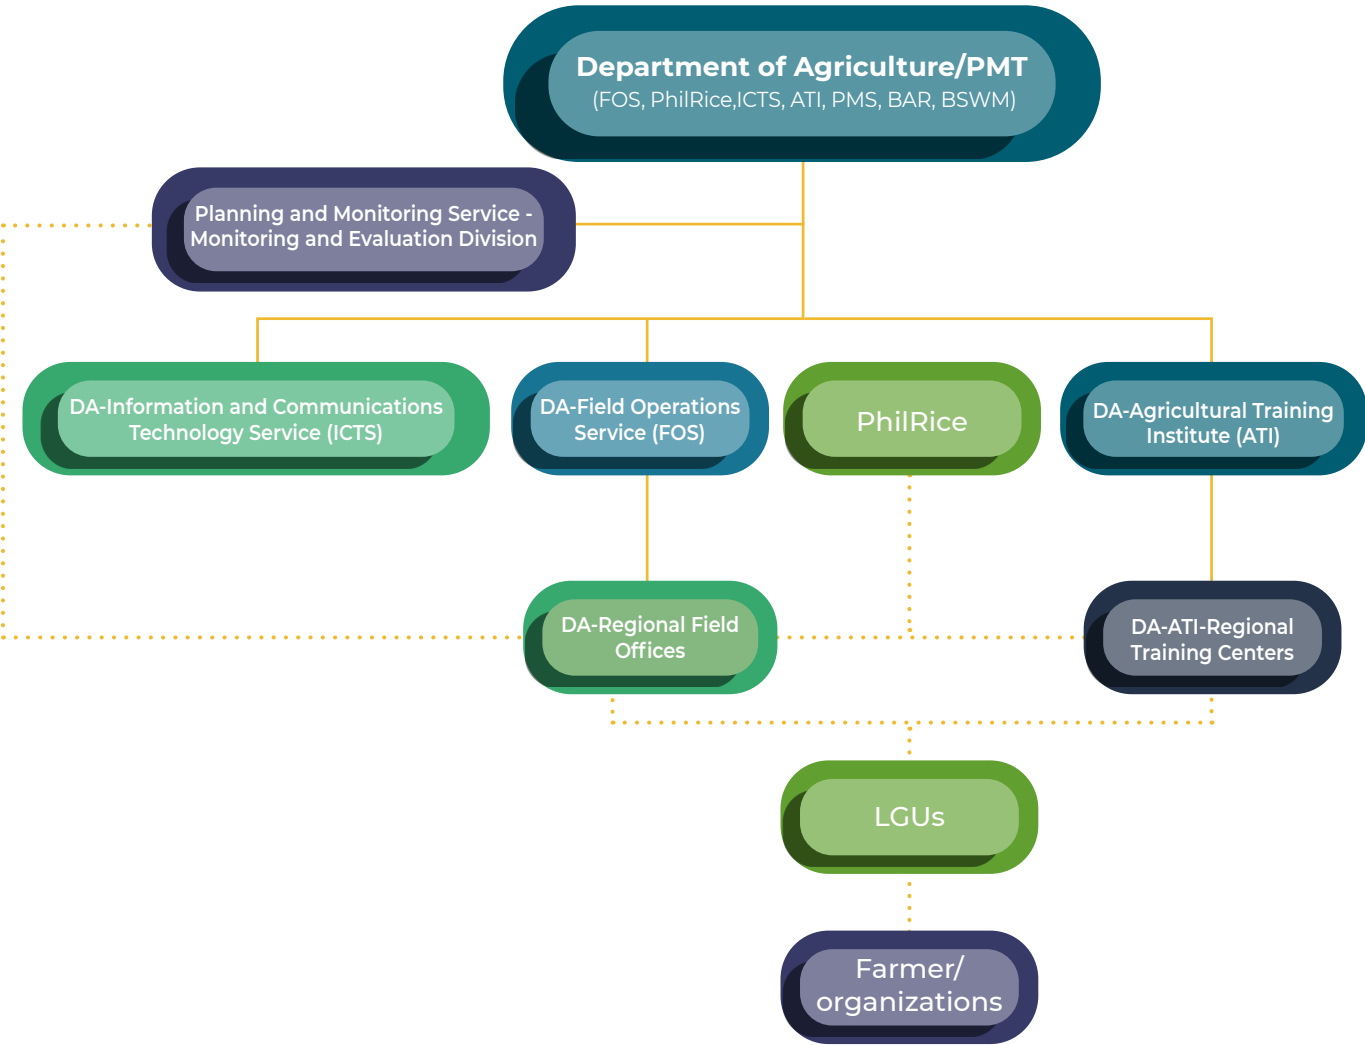 Department of Agriculture/PMT
(FOS, PhilRice,ICTS, ATI, PMS, BAR, BSWM)
Planning and Monitoring Service -
Monitoring and Evaluation Division
DA-Information and Communications
Technology Service (ICTS)
DA-Field Operations
Service (FOS)
PhilRice
DA-Agricultural Training
Institute (ATI)
DA-Regional Field
Offices
DA-ATI-Regional
Training Centers
LGUs
Farmer/
organizations